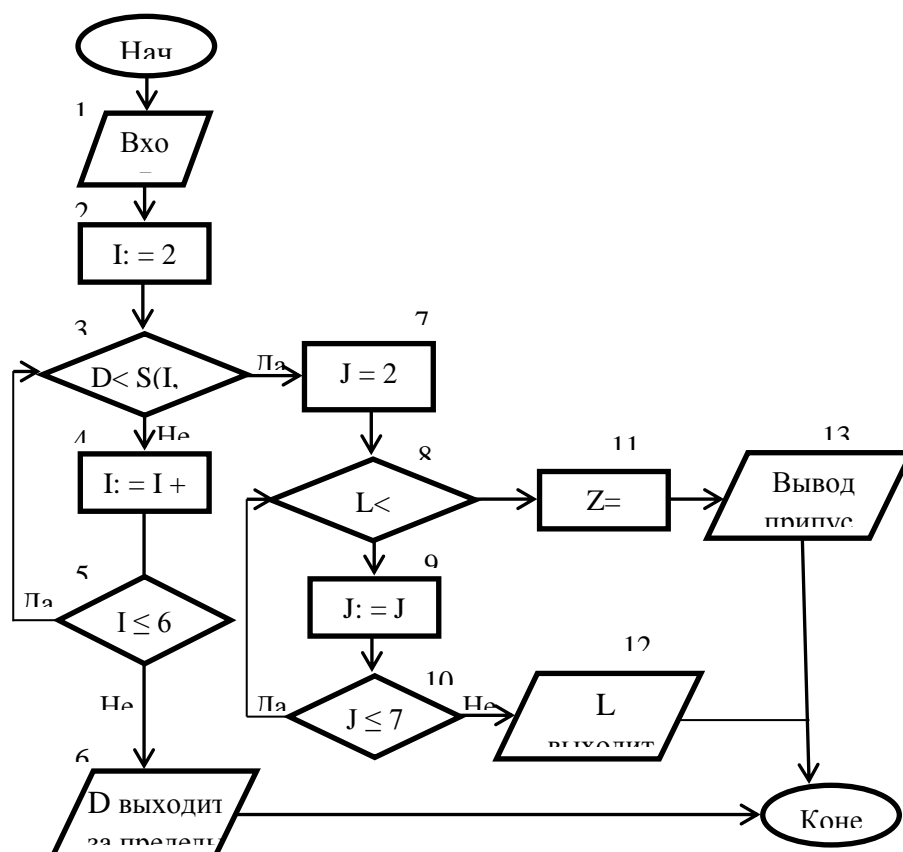 Нач
1
Вхо
2
I: = 2
3
D< S(I,
Да
Не
4
I: = I +
5
I ≤ 6
Да
Не
6
D выходит
за пределы
7
J = 2
8
L<
9
J: = J
10
J ≤ 7
Да
Не
11
Z=
12
L
выходит
13
Вывод
припус
Коне